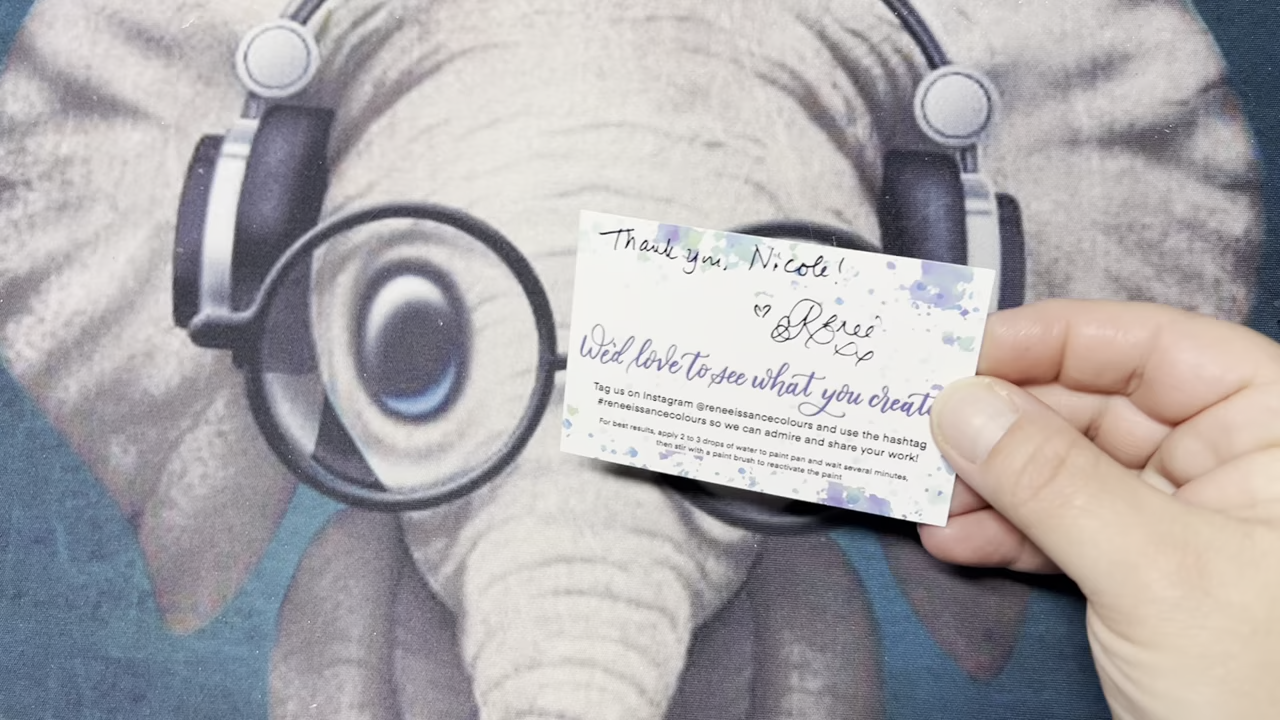 Thank you, Nicole!
♡ Renee
xx
We'd love to see what you create
Tag us on Instagram @reneeissancecolours and use the hashtag
#reneeissancecolours so we can admire and share your work!
For best results, apply 2 to 3 drops of water to paint pan and wait several minutes,
then stir with a paint brush to reactivate the paint